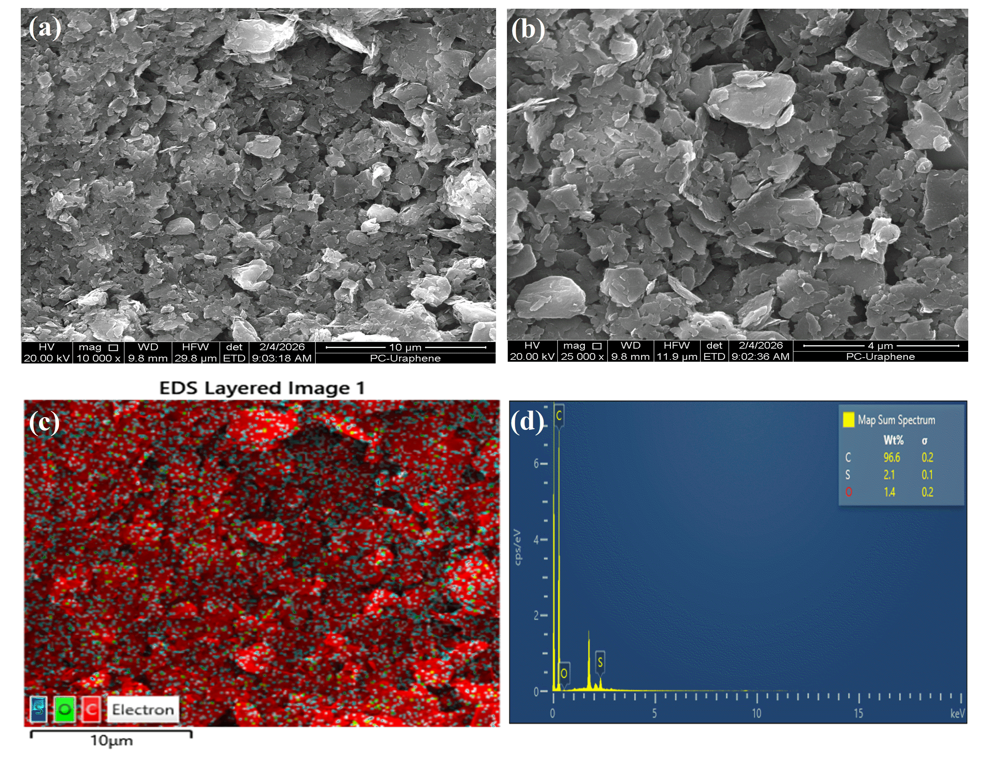 (a)
HV mag □ WD HFW det 2/4/2026 10 µm
20.00 kV 10 000 x 9.8 mm 29.8 µm ETD 9:03:18 AM PC-Uraphene
(b)
HV mag □ WD HFW det 2/4/2026 4 µm
20.00 kV 25 000 x 9.8 mm 11.9 µm ETD 9:02:36 AM PC-Uraphene
EDS Layered Image 1
(c)
S O C Electron
10µm
(d)
C
O
S
Map Sum Spectrum
Wt% σ
C 96.6 0.2
S 2.1 0.1
O 1.4 0.2
cps/eV
6
4
2
0
0 5 10 15 keV